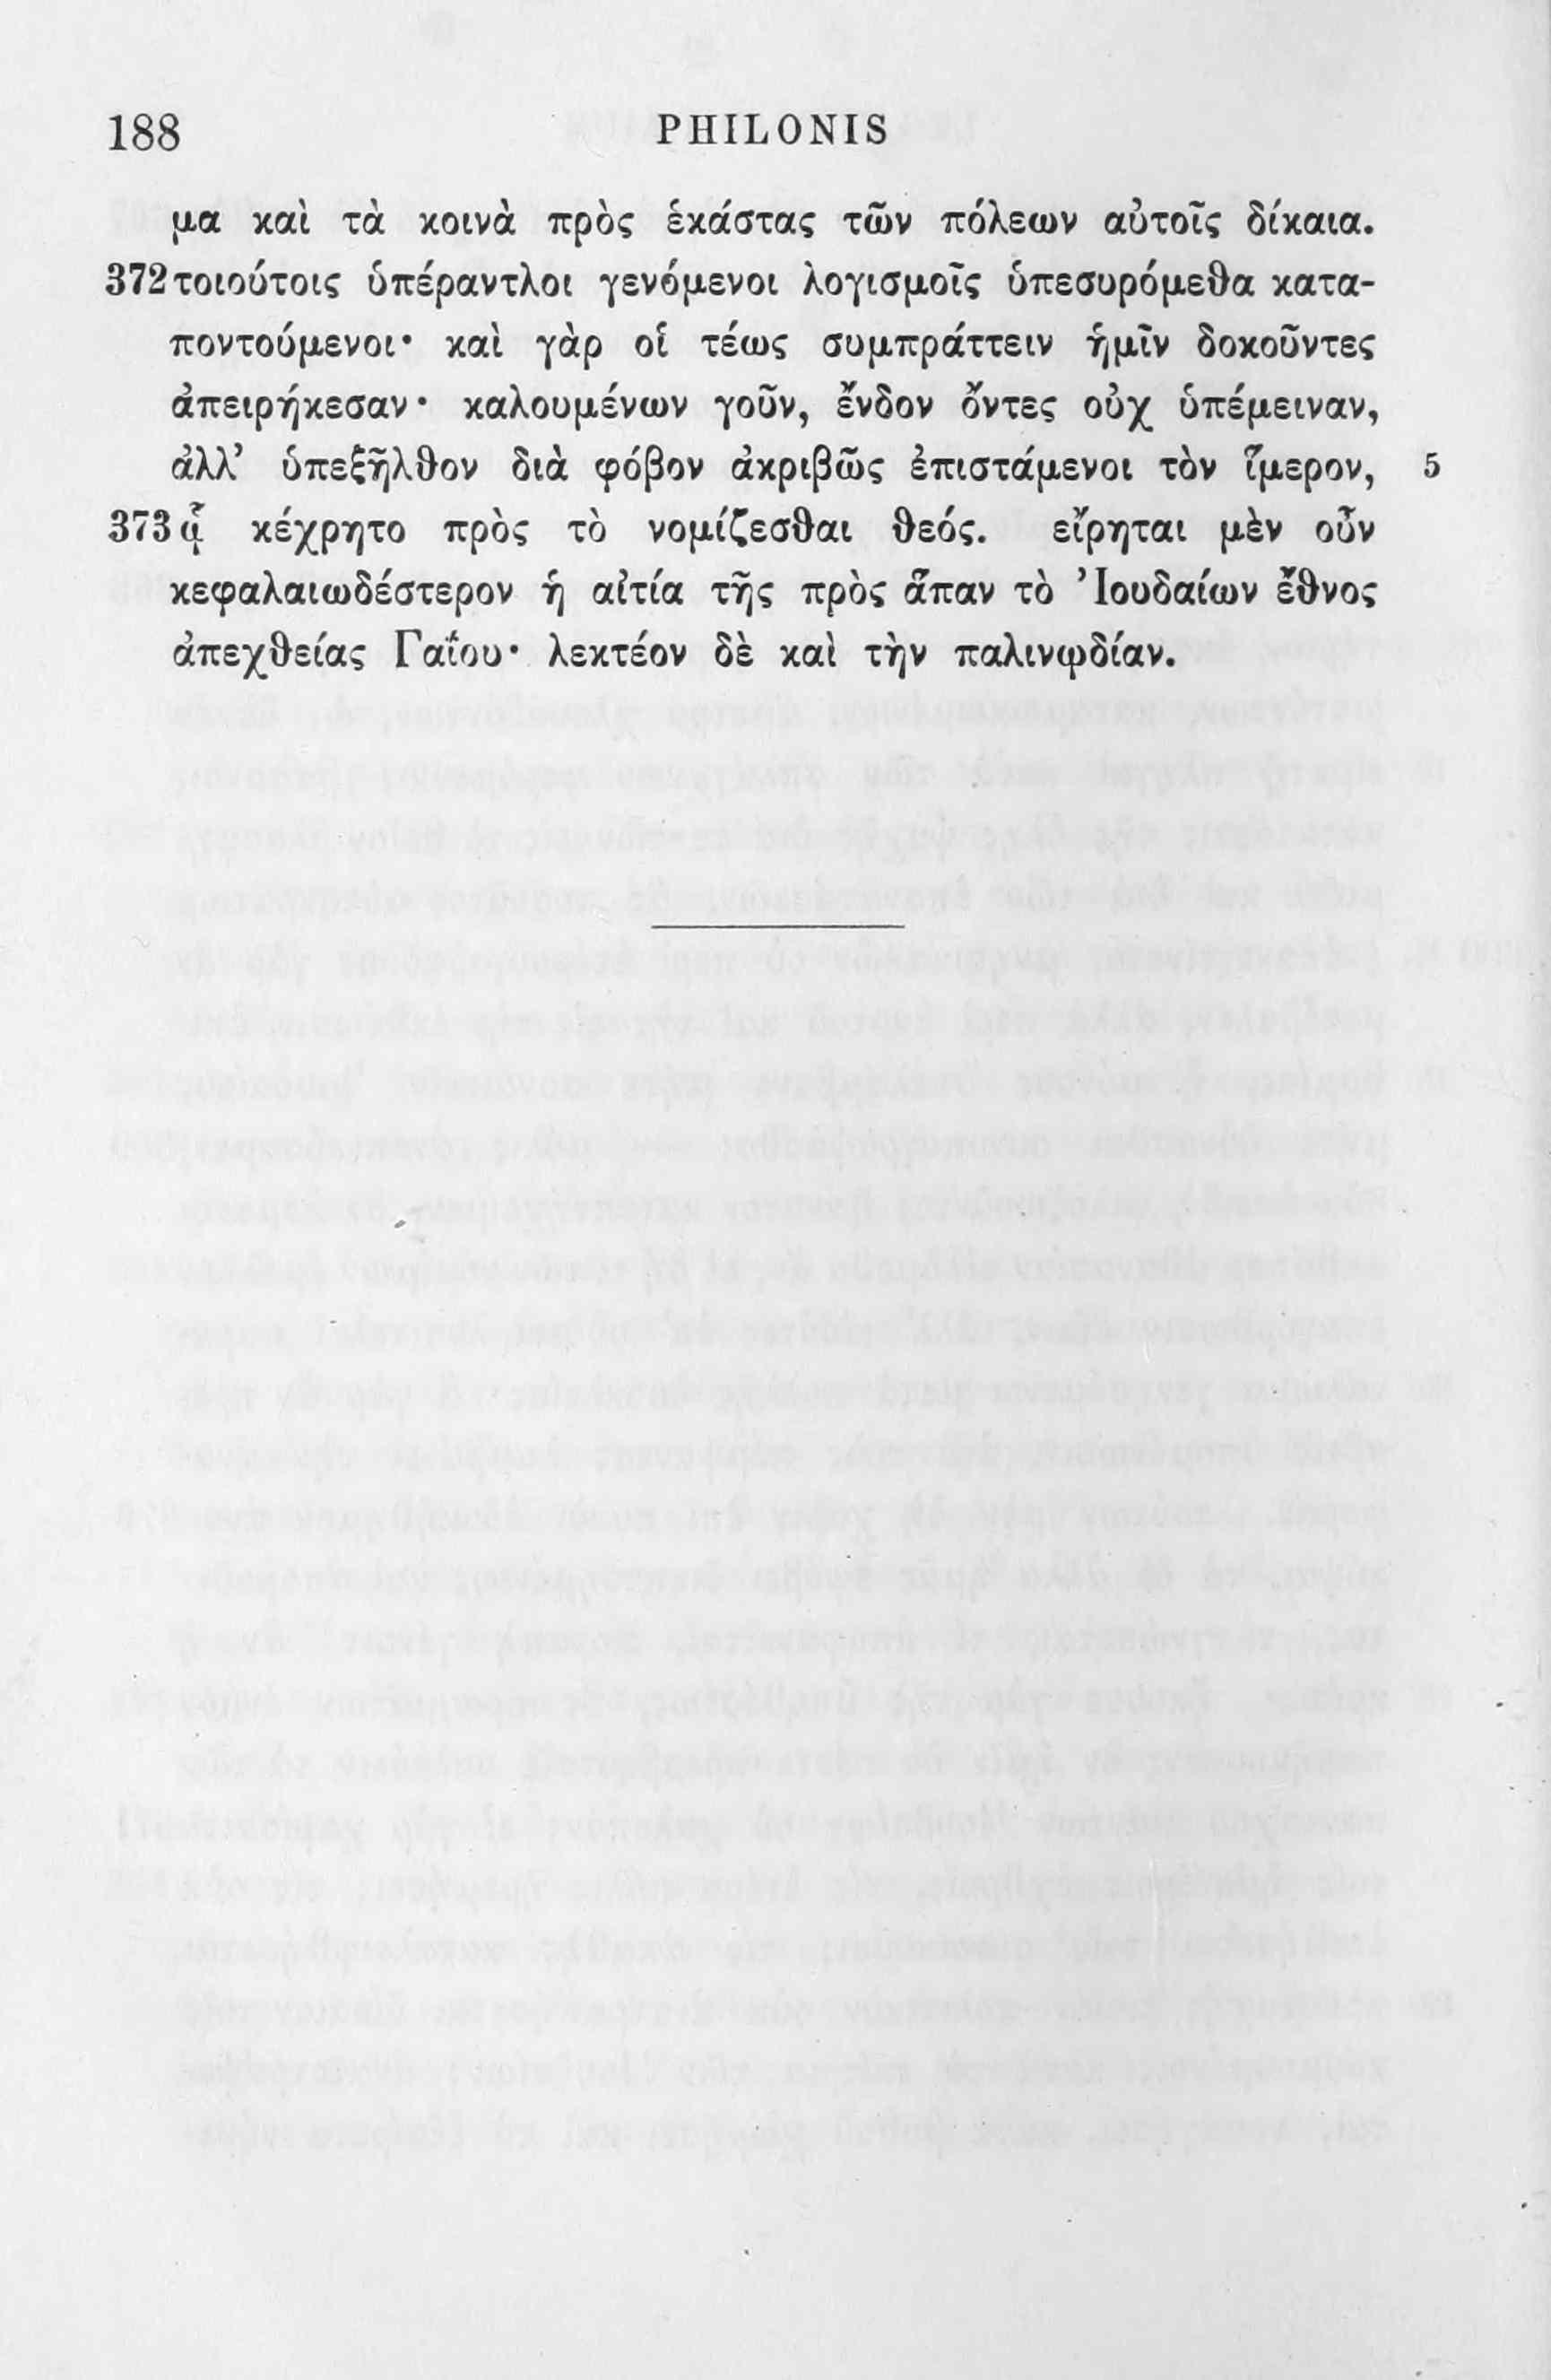 188 PHILONIS
μα καὶ τὰ κοινὰ πρὸς ἑκάστας τῶν πόλεων αὐτοῖς δίκαια.
372 τοιούτοις ὑπέραντλοι γενόμενοι λογισμοῖς ὑπεσυρόμεθα κατα-
ποντούμενοι· καὶ γὰρ οἱ τέως συμπράττειν ἡμῖν δοκοῦντες
ἀπειρήκεσαν· καλουμένων γοῦν, ἔνδον ὄντες οὐχ ὑπέμειναν,
ἀλλ’ ὑπεξῆλθον διὰ φόβον ἀκριβῶς ἐπιστάμενοι τὸν ἵμερον, 5
373 ᾧ κέχρητο πρὸς τὸ νομίζεσθαι θεός. εἴρηται μὲν οὖν
κεφαλαιωδέστερον ἡ αἰτία τῆς πρὸς ἅπαν τὸ Ἰουδαίων ἔθνος
ἀπεχθείας Γαΐου· λεκτέον δὲ καὶ τὴν παλινῳδίαν.